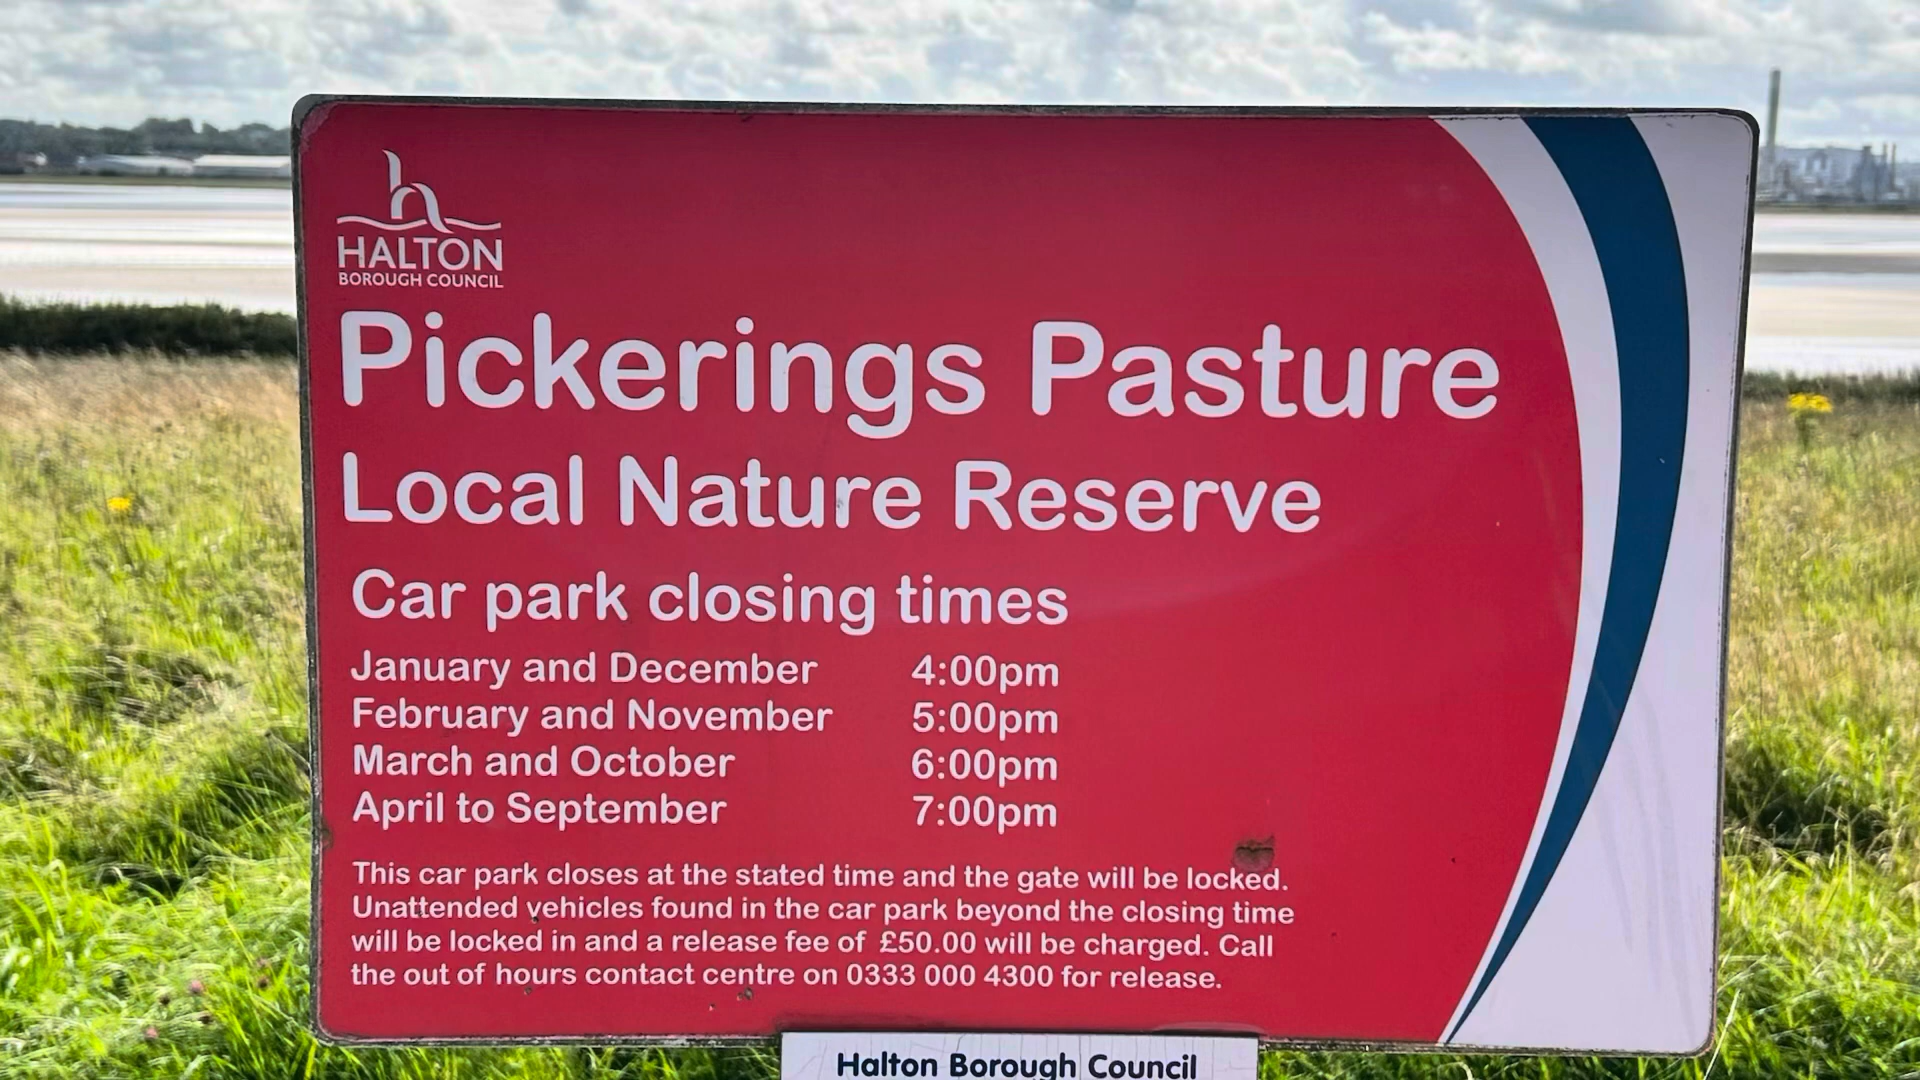 HALTON
BOROUGH COUNCIL
Pickerings Pasture
Local Nature Reserve
Car park closing times
January and December 4:00pm
February and November 5:00pm
March and October 6:00pm
April to September 7:00pm
This car park closes at the stated time and the gate will be locked.
Unattended vehicles found in the car park beyond the closing time
will be locked in and a release fee of £50.00 will be charged. Call
the out of hours contact centre on 0333 000 4300 for release.
Halton Borough Council